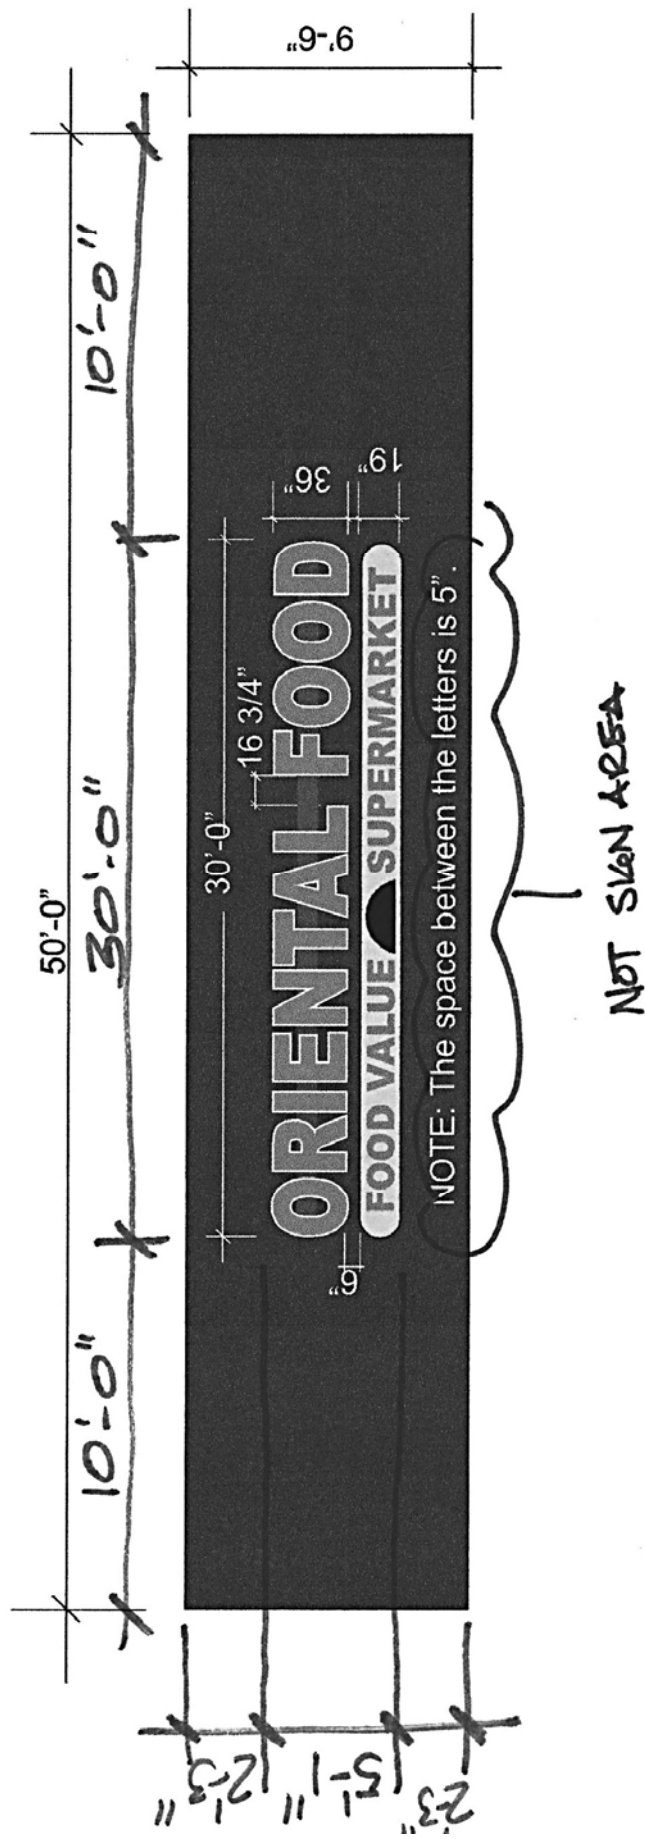 50'-0"
10'-0" 30'-0" 10'-0"
9'-6"
30'-0"
16 3/4"
ORIENTAL FOOD
36"
6"
FOOD VALUE SUPERMARKET
19"
NOTE: The space between the letters is 5".
2'-3"
5'-1"
2'-3"
NOT SIGN AREA